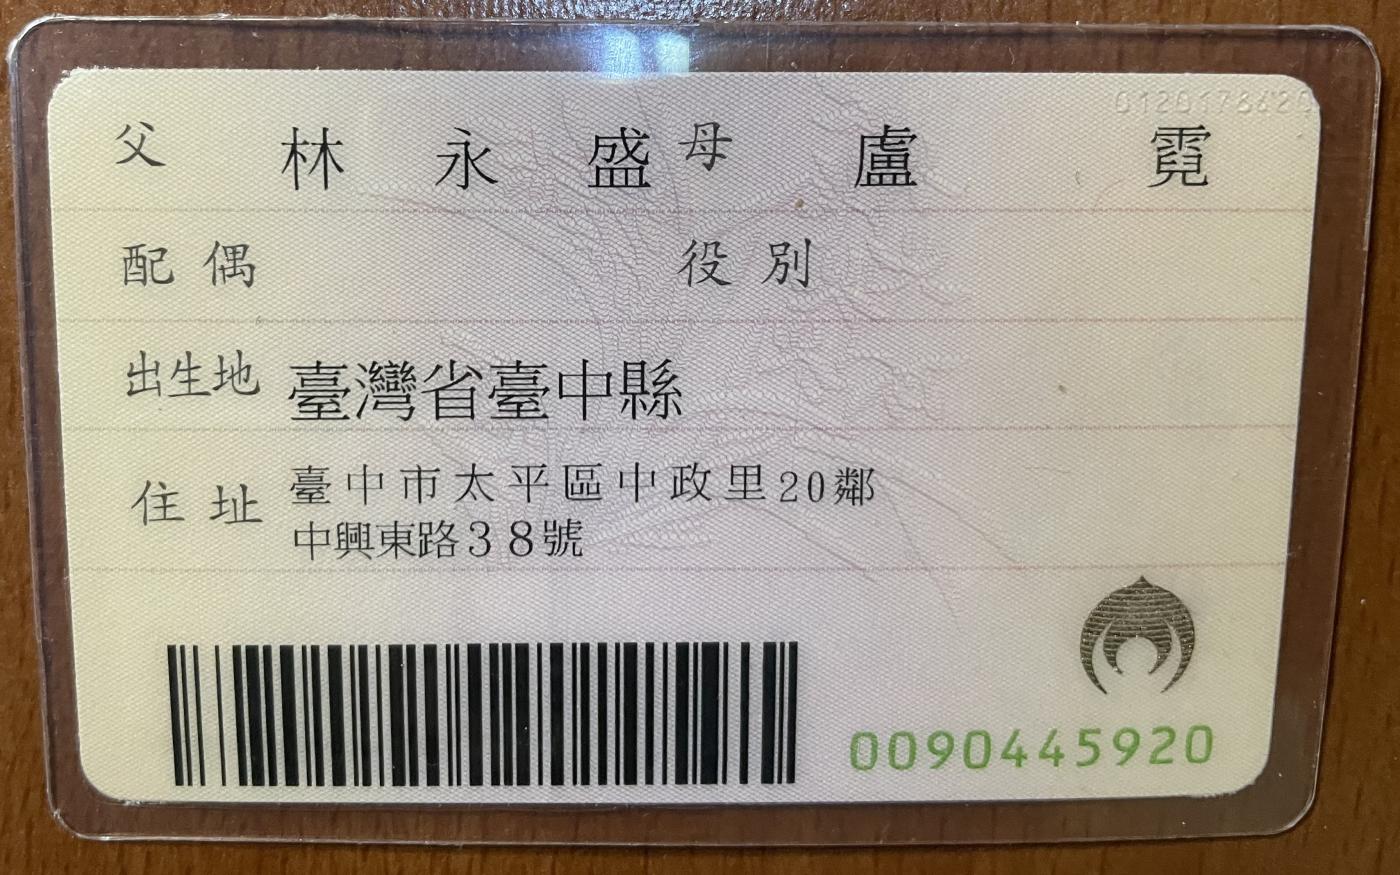 父 林永盛 母 盧霓
配偶 役別
出生地 臺灣省臺中縣
住址 臺中市太平區中政里20鄰
中興東路38號
0090445920